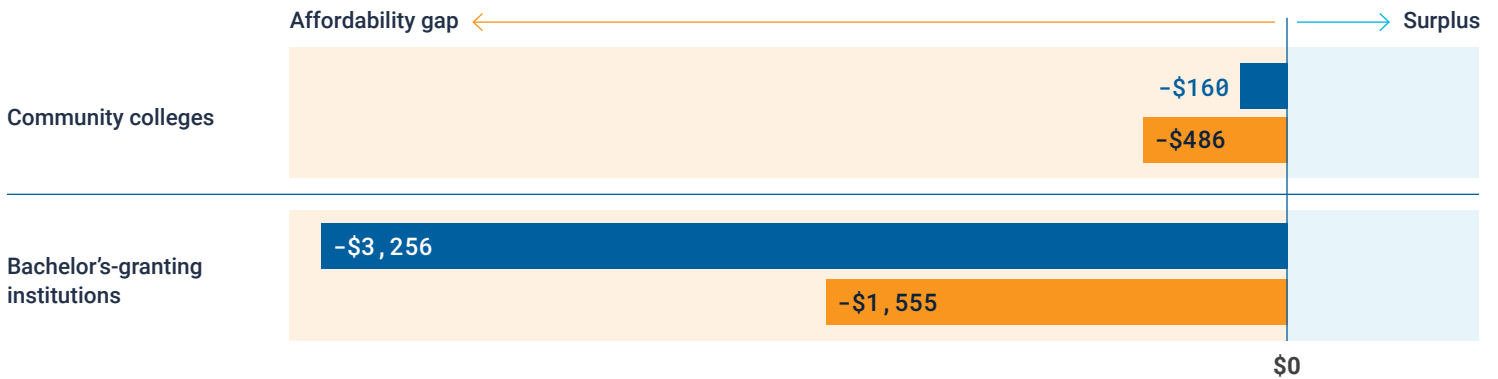 Affordability gap
Surplus
Community colleges
-$160
-$486
Bachelor’s-granting
institutions
-$3,256
-$1,555
$0